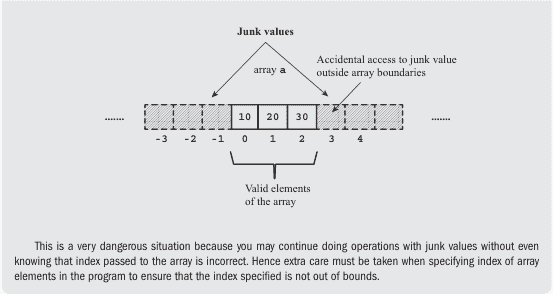 Junk values
array a
Accidental access to junk value
outside array boundaries
....... 10 20 30 .......
-3 -2 -1 0 1 2 3 4
Valid elements
of the array
This is a very dangerous situation because you may continue doing operations with junk values without even
knowing that index passed to the array is incorrect. Hence extra care must be taken when specifying index of array
elements in the program to ensure that the index specified is not out of bounds.